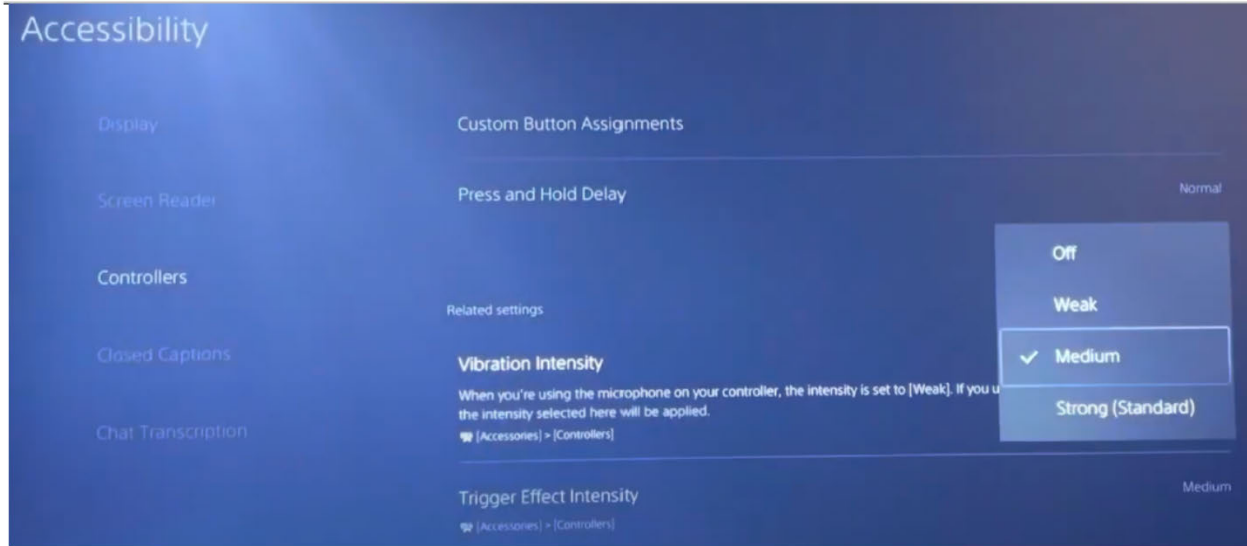 Accessibility
Display
Screen Reader
Controllers
Closed Captions
Chat Transcription
Custom Button Assignments
Press and Hold Delay
Normal
Related settings
Vibration Intensity
When you're using the microphone on your controller, the intensity is set to [Weak]. If you u
the intensity selected here will be applied.
[Accessories] > [Controllers]
Off
Weak
Medium
Strong (Standard)
Trigger Effect Intensity
Medium
[Accessories] > [Controllers]